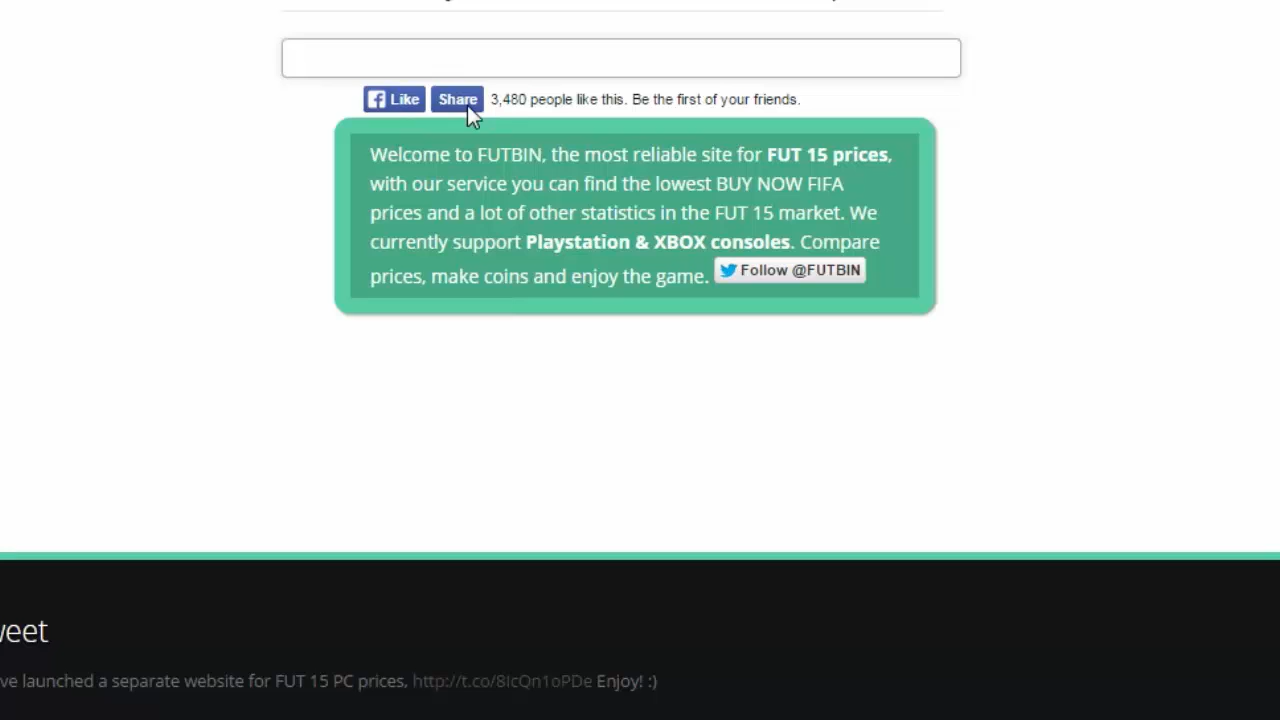 Like Share 3,480 people like this. Be the first of your friends.
Welcome to FUTBIN, the most reliable site for FUT 15 prices,
with our service you can find the lowest BUY NOW FIFA
prices and a lot of other statistics in the FUT 15 market. We
currently support Playstation & XBOX consoles. Compare
prices, make coins and enjoy the game. Follow @FUTBIN
weet
ve launched a separate website for FUT 15 PC prices, Enjoy! :)